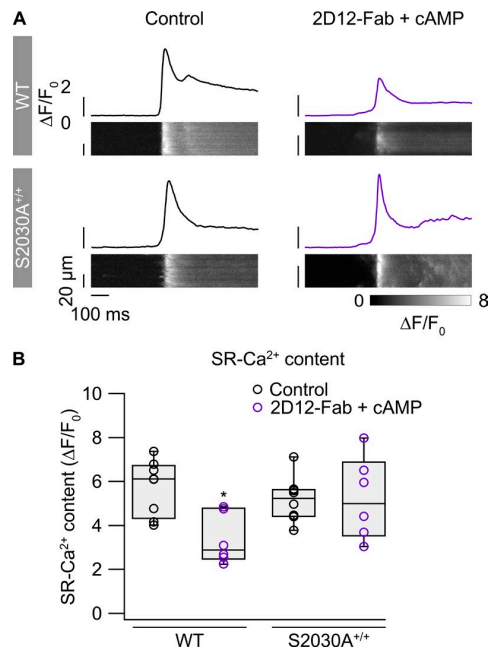 A
Control
2D12-Fab + cAMP
WT
ΔF/F0
2
0
S2030A+/+
20 μm
100 ms
0
8
ΔF/F0
B
SR-Ca2+ content
Control
2D12-Fab + cAMP
SR-Ca2+ content (ΔF/F0)
10
8
6
4
2
0
*
WT
S2030A+/+